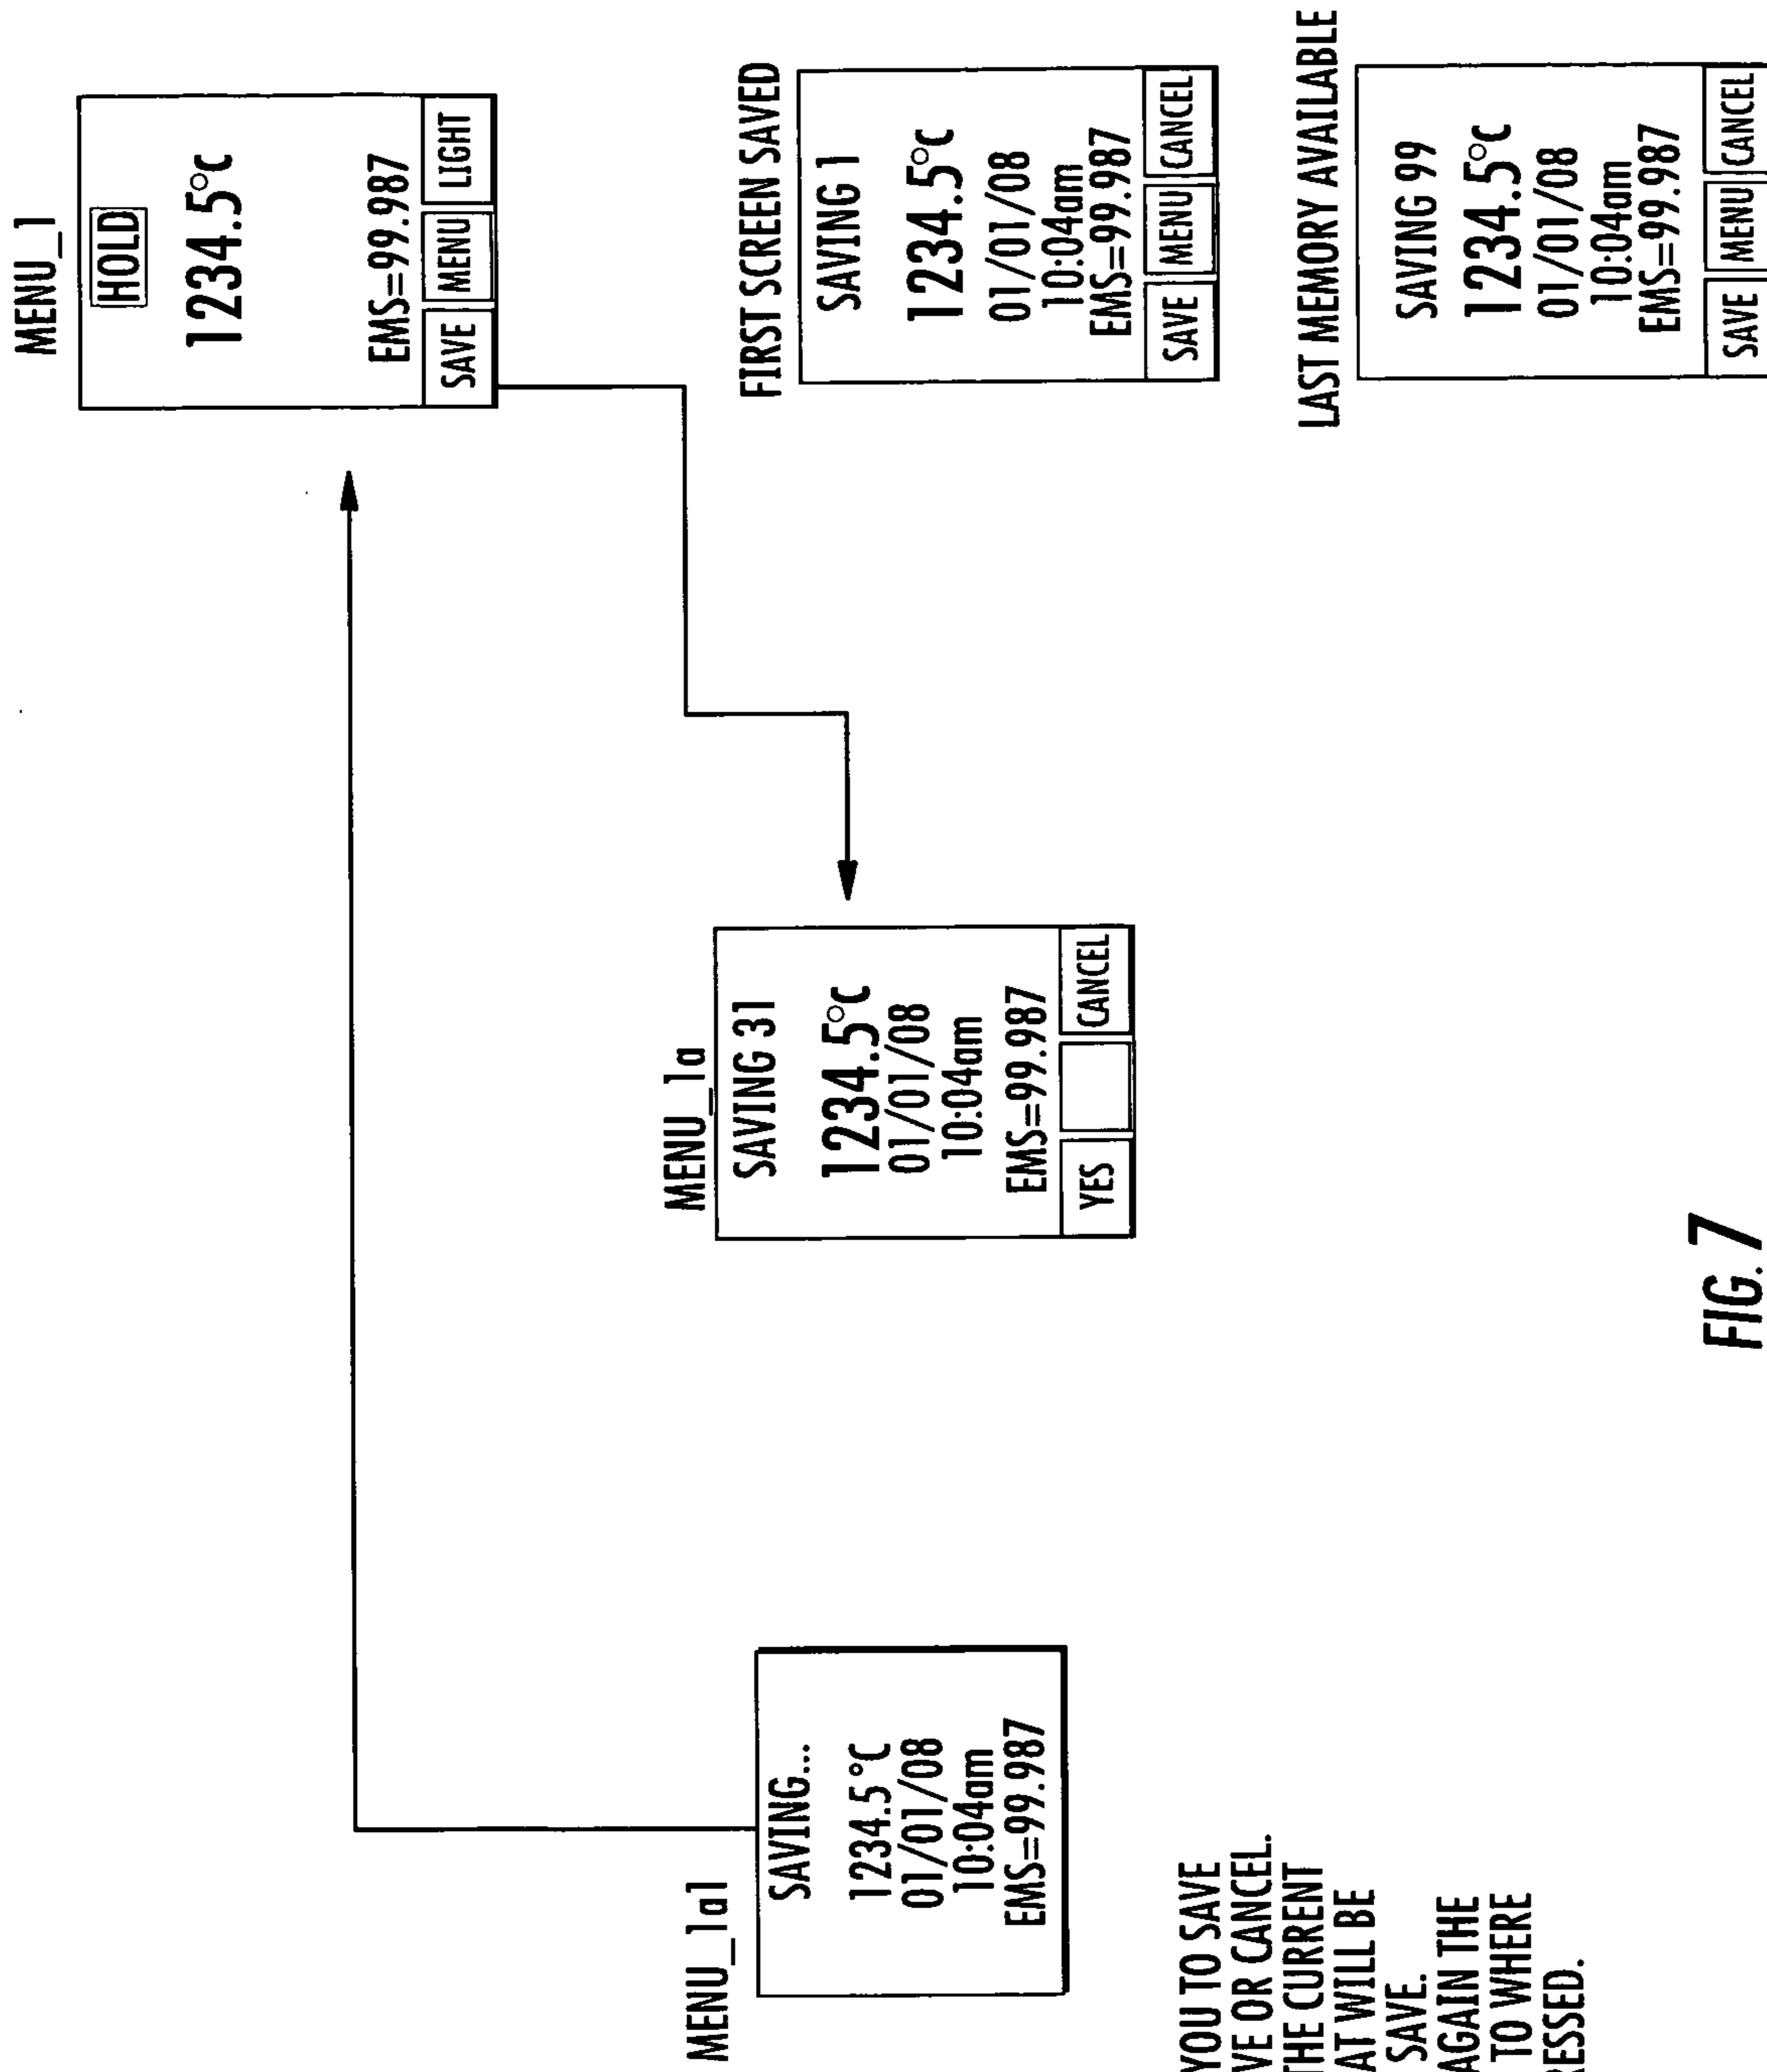 MENU_1a1
SAVING...
1234.5°C
01/01/08
10:04am
EMS=99.987
YOU TO SAVE
VE OR CANCEL.
THE CURRENT
AT WILL BE
SAVE.
AGAIN THE
TO WHERE
RESSED.
MENU_1a
SAVING 31
1234.5°C
01/01/08
10:04am
EMS=99.987
YES CANCEL
MENU_1
HOLD
1234.5°C
EMS=99.987
SAVE MENU LIGHT
FIRST SCREEN SAVED
SAVING 1
1234.5°C
01/01/08
10:04am
EMS=99.987
SAVE MENU CANCEL
LAST MEMORY AVAILABLE
SAVING 99
1234.5°C
01/01/08
10:04am
EMS=99.987
SAVE MENU CANCEL
FIG. 7